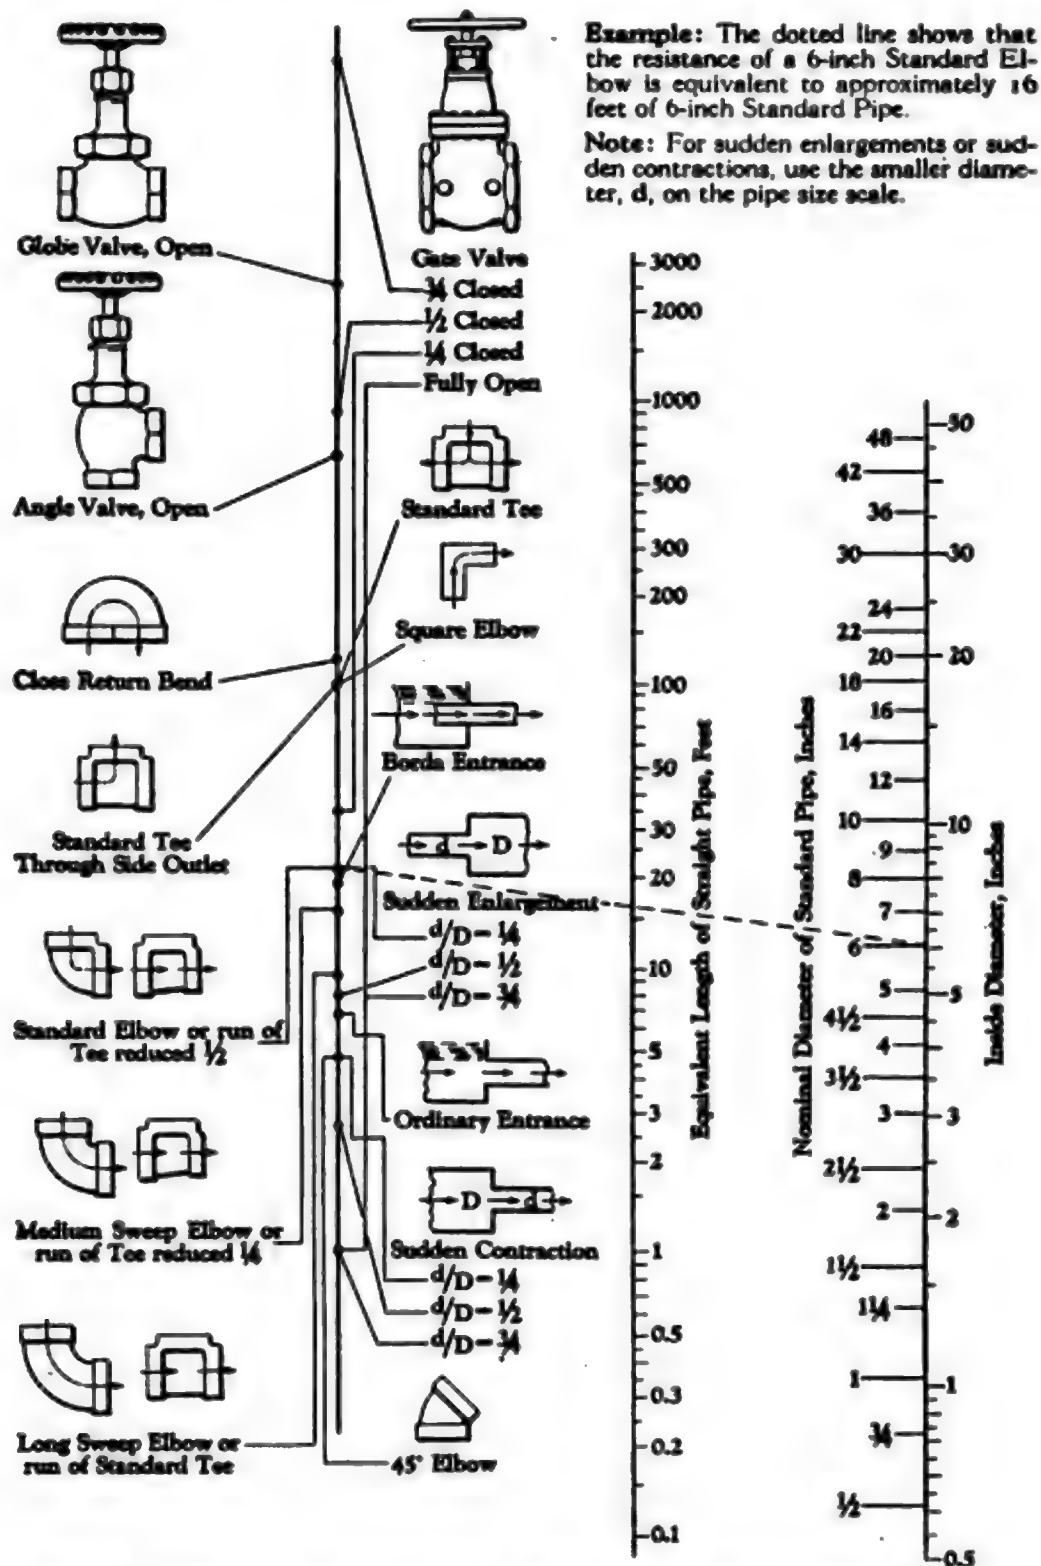 Example: The dotted line shows that
the resistance of a 6-inch Standard El-
bow is equivalent to approximately 16
feet of 6-inch Standard Pipe.
Note: For sudden enlargements or sud-
den contractions, use the smaller diame-
ter, d, on the pipe size scale.
Globe Valve, Open
Gate Valve
¾ Closed
½ Closed
¼ Closed
Fully Open
Angle Valve, Open
Standard Tee
Square Elbow
Close Return Bend
Borda Entrance
Standard Tee
Through Side Outlet
d D
Sudden Enlargement
d/D = ¼
d/D = ½
d/D = ¾
Standard Elbow or run of
Tee reduced ½
Ordinary Entrance
Medium Sweep Elbow or
run of Tee reduced ¼
D d
Sudden Contraction
d/D = ¼
d/D = ½
d/D = ¾
Long Sweep Elbow or
run of Standard Tee
45° Elbow
3000
2000
1000
500
300
200
100
50
30
20
10
5
3
2
1
0.5
0.3
0.2
0.1
Equivalent Length of Straight Pipe, Feet
Nominal Diameter of Standard Pipe, Inches
48
42
36
30
24
22
20
18
16
14
12
10
9
8
7
6
5
4½
4
3½
3
2½
2
1½
1¼
1
¾
½
50
30
20
10
5
3
2
1
0.5
Inside Diameter, Inches